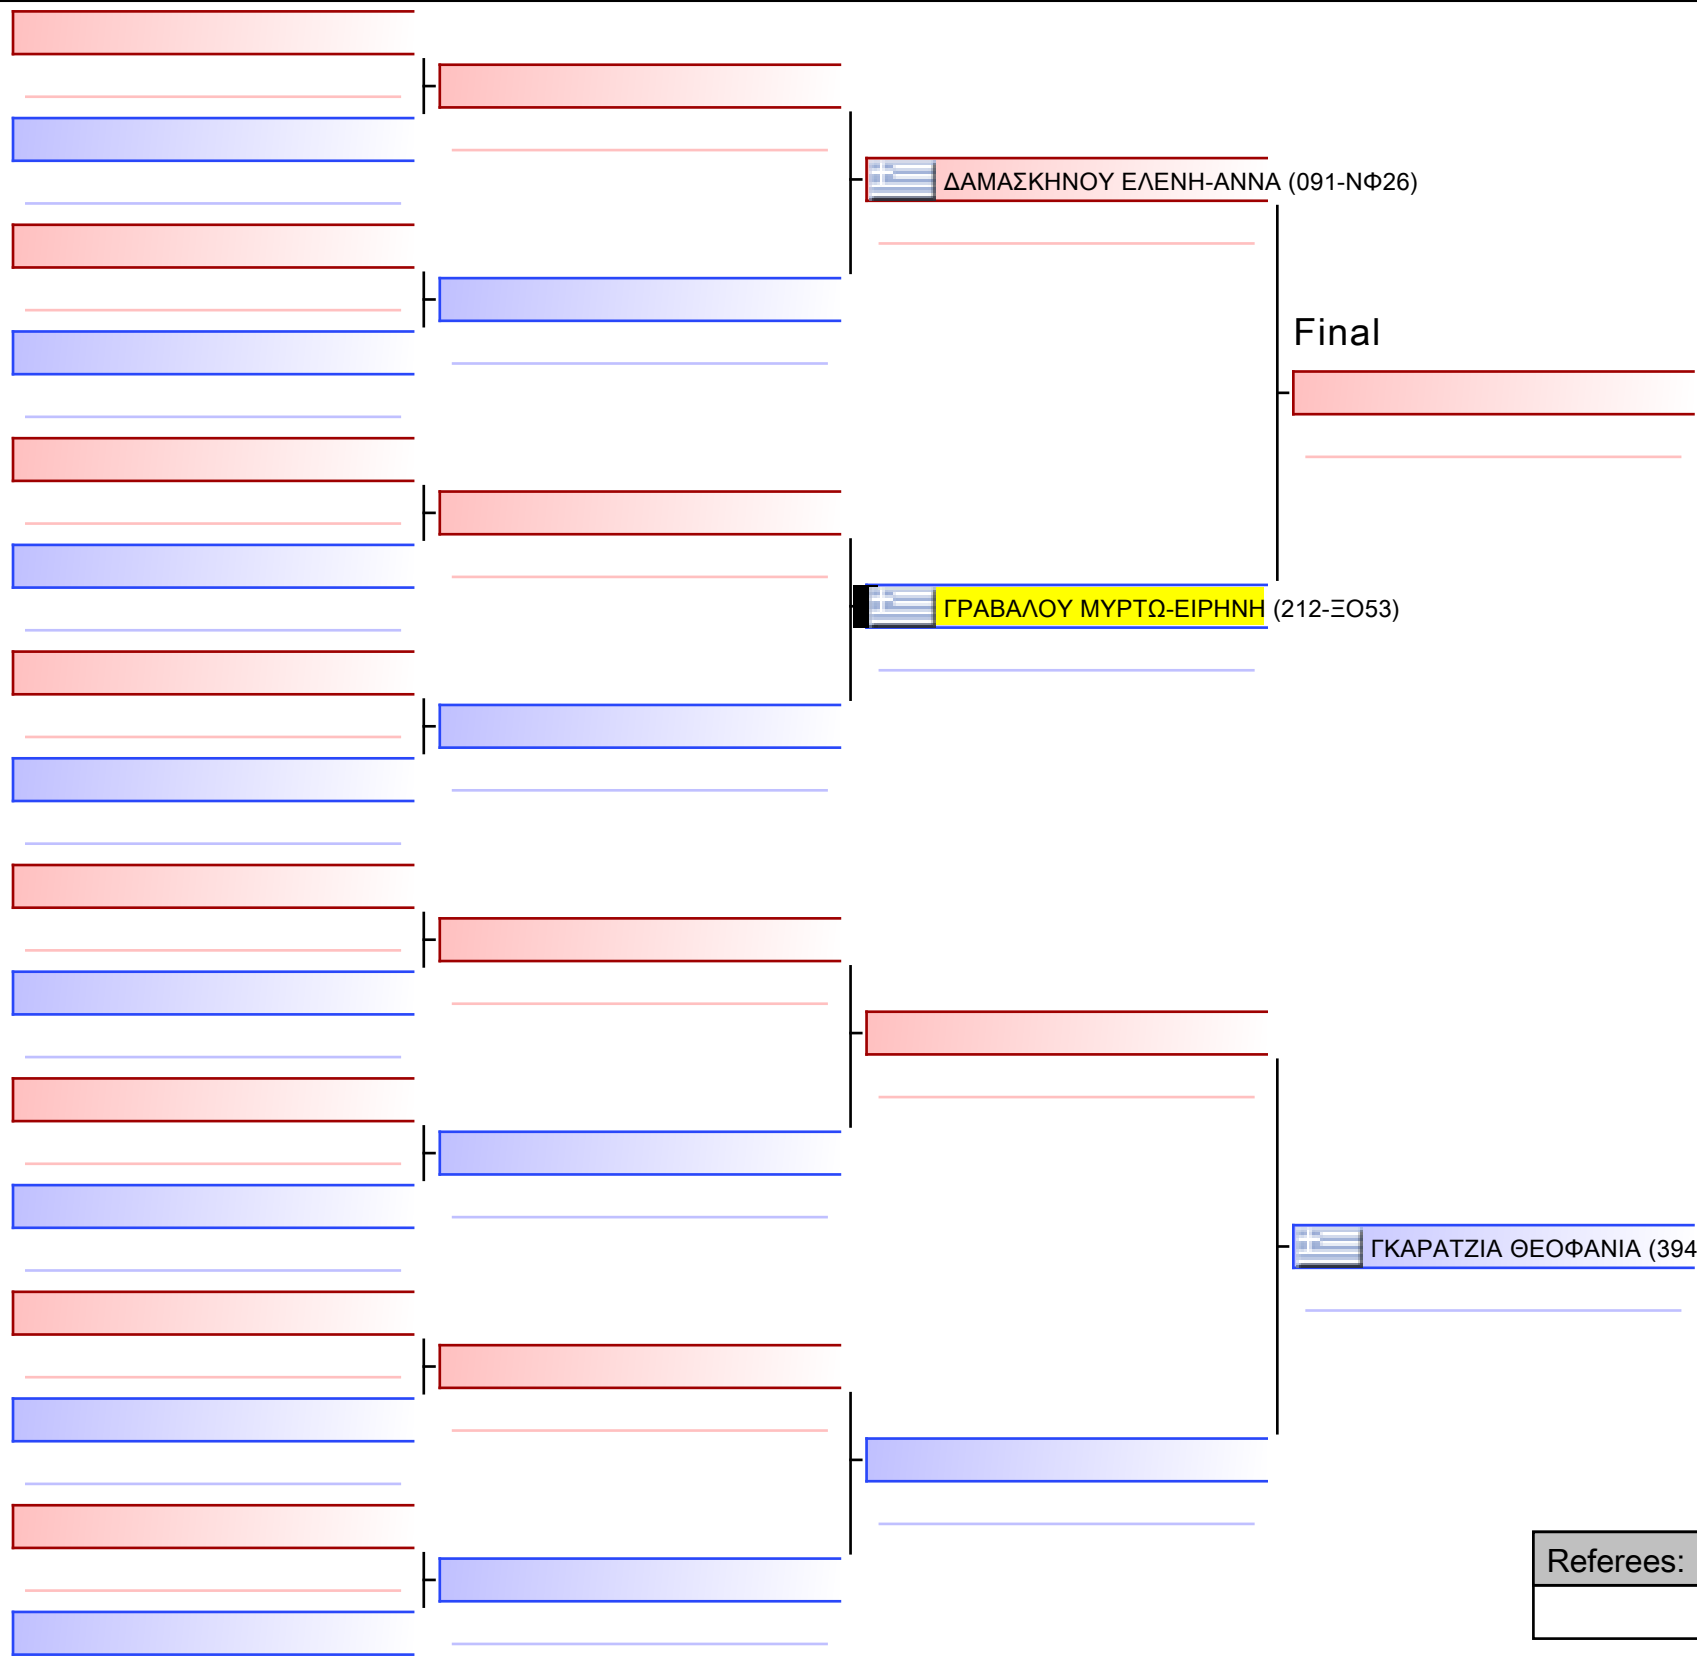 ΔΑΜΑΣΚΗΝΟΥ ΕΛΕΝΗ-ΑΝΝΑ (091-ΝΦ26)
Final
ΓΡΑΒΑΛΟΥ ΜΥΡΤΩ-ΕΙΡΗΝΗ (212-ΞΟ53)
ΓΚΑΡΑΤΖΙΑ ΘΕΟΦΑΝΙΑ (394
Referees: